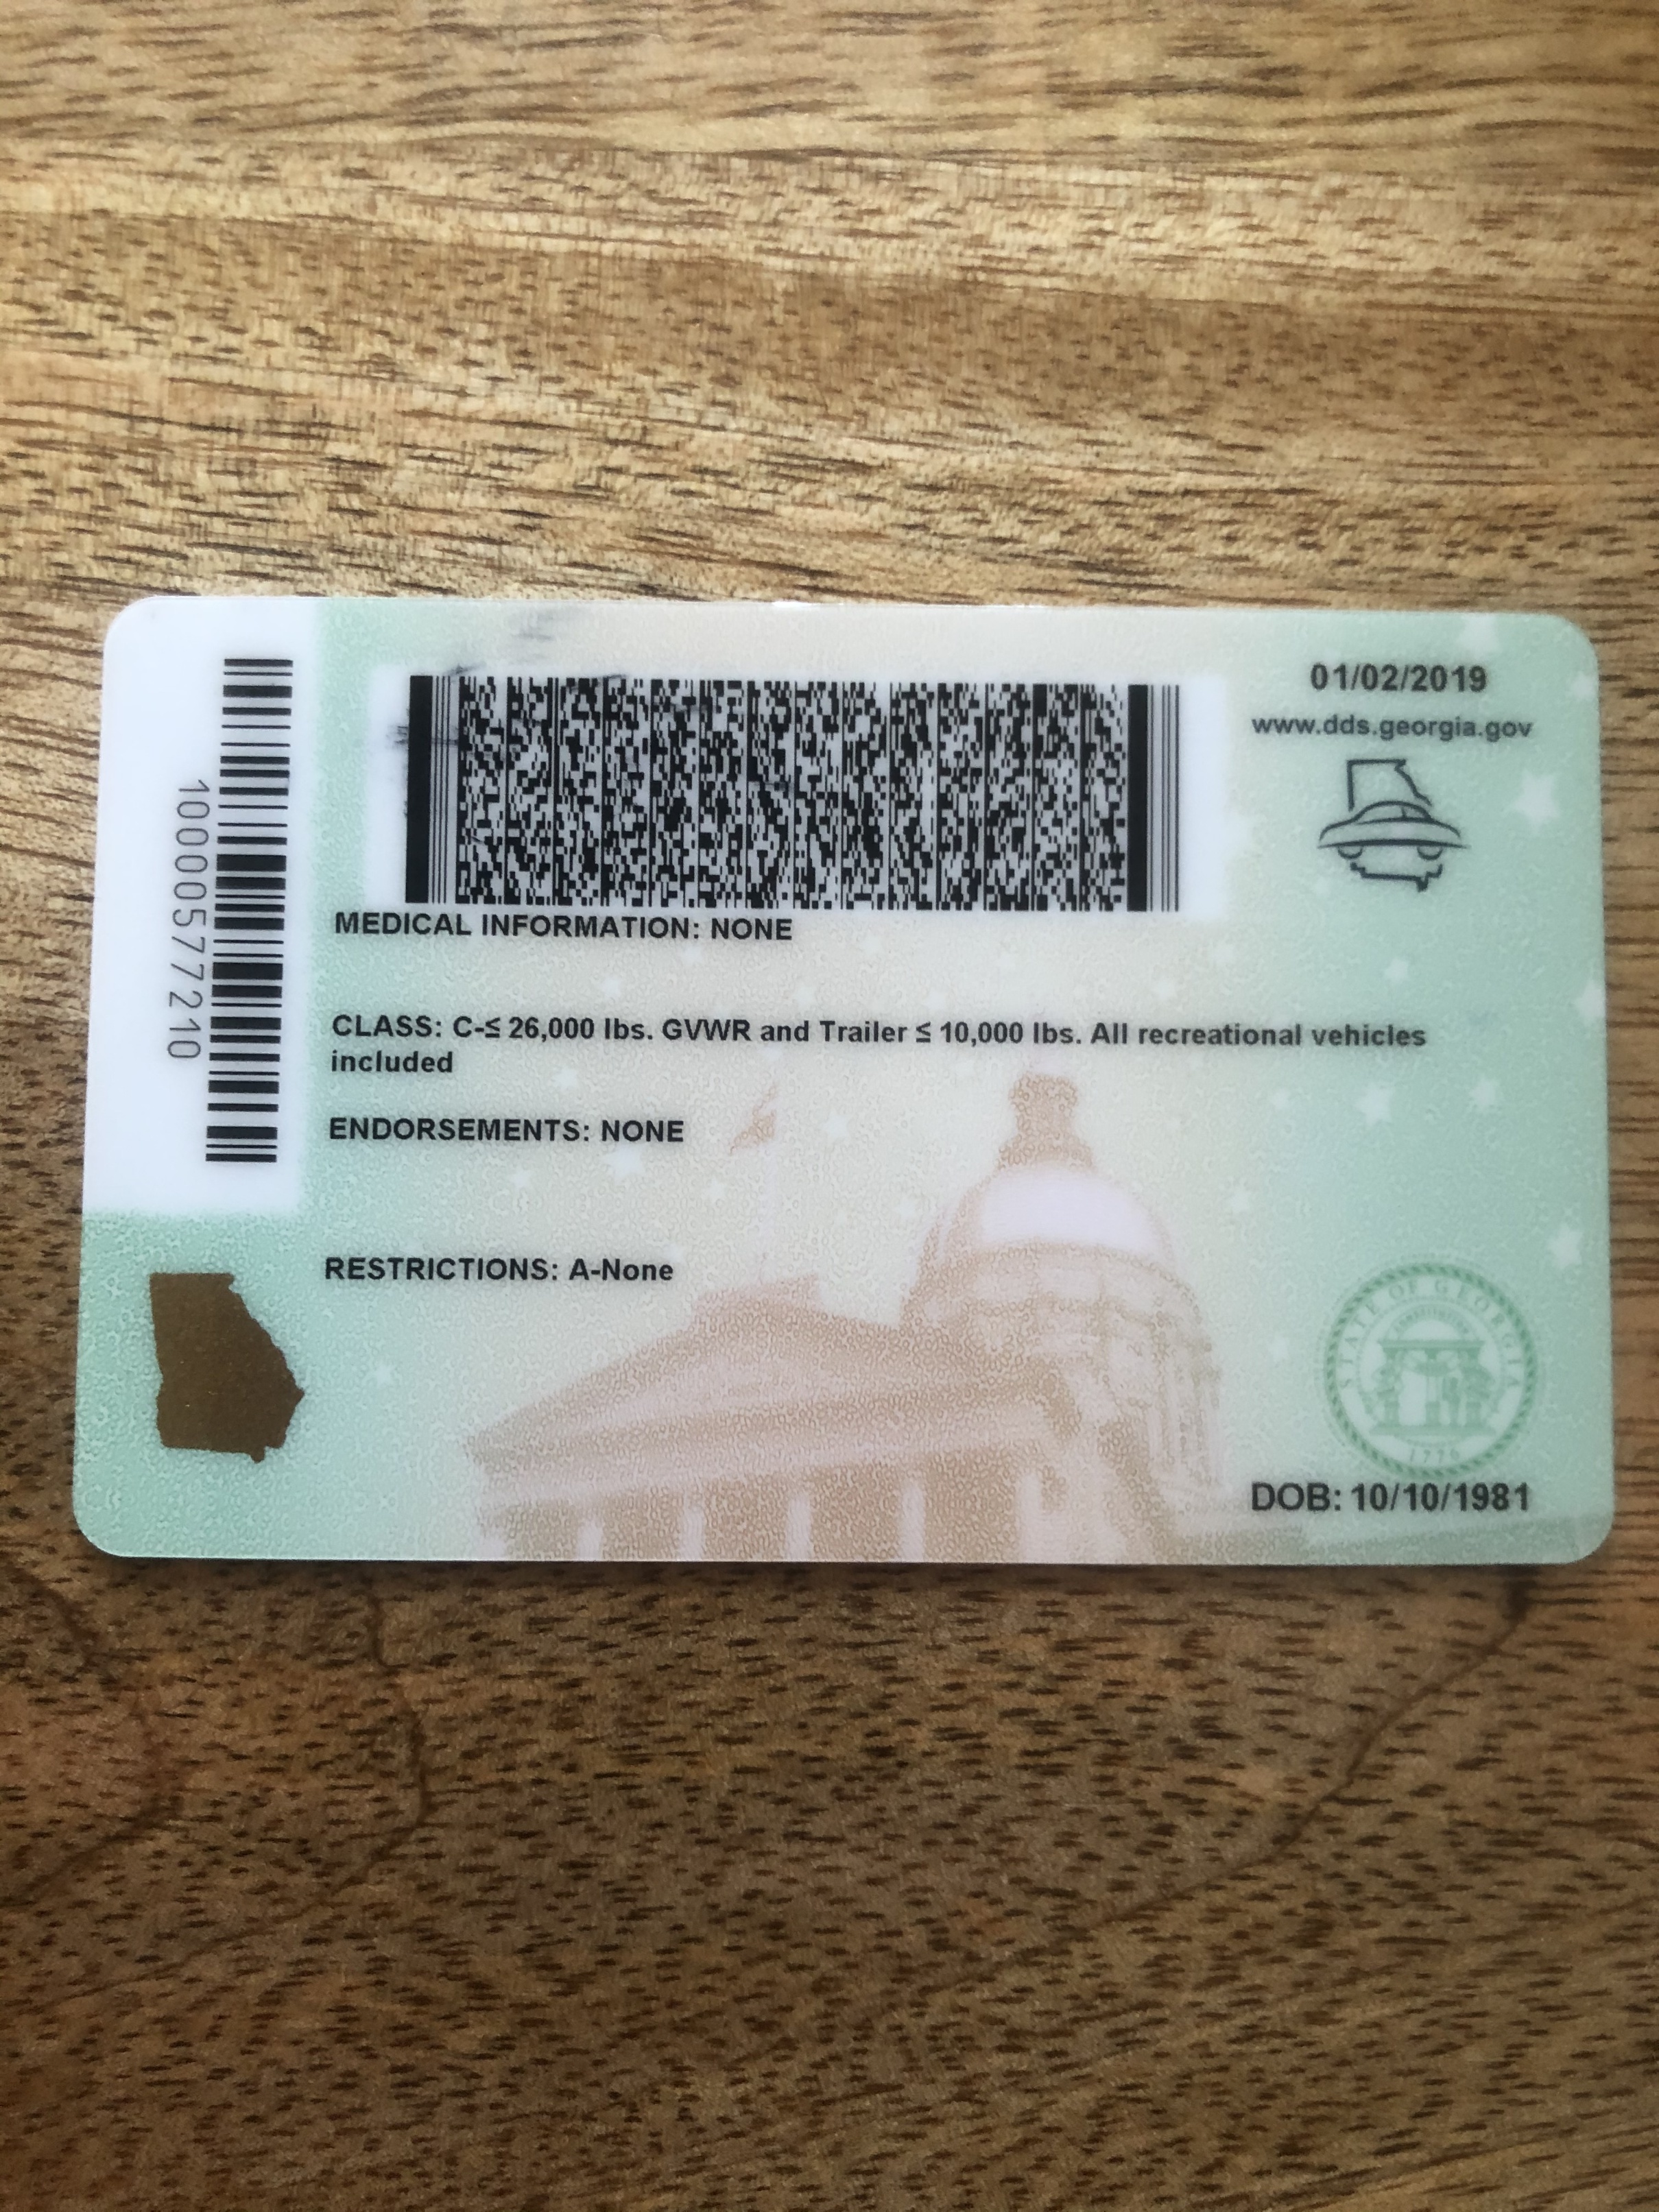 01/02/2019
www.dds.georgia.gov
10000577210
MEDICAL INFORMATION: NONE
CLASS: C-≤ 26,000 lbs. GVWR and Trailer ≤ 10,000 lbs. All recreational vehicles
included
ENDORSEMENTS: NONE
RESTRICTIONS: A-None
STATE OF GEORGIA
CONSTITUTION
1776
DOB: 10/10/1981